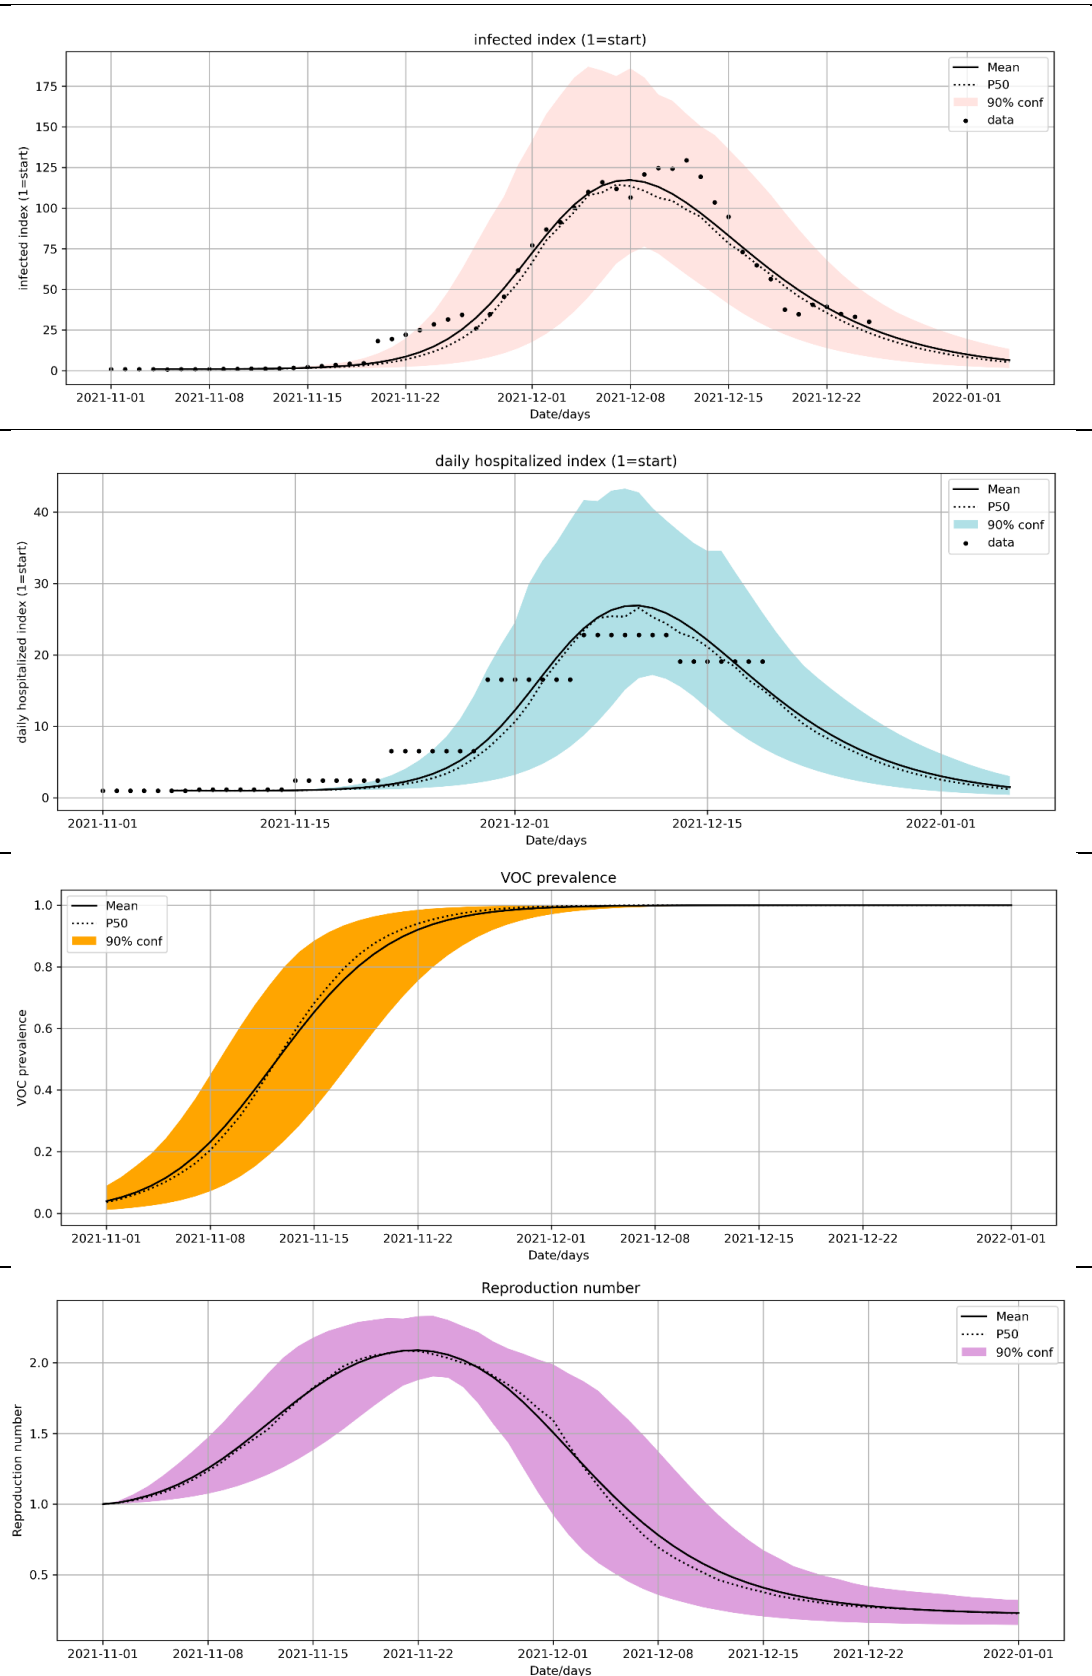 infected index (1=start)
infected index (1=start)
175
150
125
100
75
50
25
0
Mean
P50
90% conf
data
2021-11-01 2021-11-08 2021-11-15 2021-11-22 2021-12-01 2021-12-08 2021-12-15 2021-12-22 2022-01-01
Date/days
daily hospitalized index (1=start)
daily hospitalized index (1=start)
40
30
20
10
0
Mean
P50
90% conf
data
2021-11-01 2021-11-15 2021-12-01 2021-12-15 2022-01-01
Date/days
VOC prevalence
VOC prevalence
1.0
0.8
0.6
0.4
0.2
0.0
Mean
P50
90% conf
2021-11-01 2021-11-08 2021-11-15 2021-11-22 2021-12-01 2021-12-08 2021-12-15 2021-12-22 2022-01-01
Date/days
Reproduction number
Reproduction number
2.0
1.5
1.0
0.5
Mean
P50
90% conf
2021-11-01 2021-11-08 2021-11-15 2021-11-22 2021-12-01 2021-12-08 2021-12-15 2021-12-22 2022-01-01
Date/days